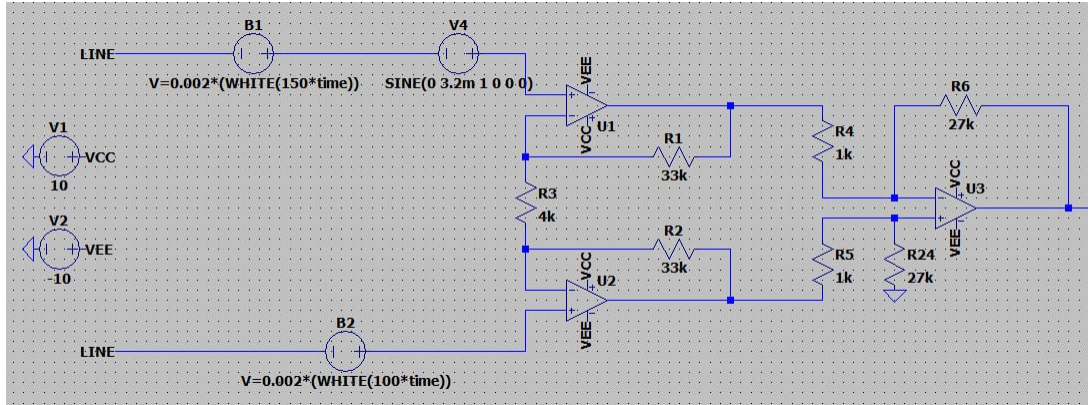 B1
V4
LINE
V=0.002*(WHITE(150*time))
SINE(0 3.2m 1 0 0 0)
VEE
VCC
U1
R1
33k
R4
1k
R6
27k
V1
VCC
10
R3
4k
VCC
U3
VEE
V2
VEE
-10
R2
33k
VCC
U2
VEE
R5
1k
R24
27k
B2
LINE
V=0.002*(WHITE(100*time))